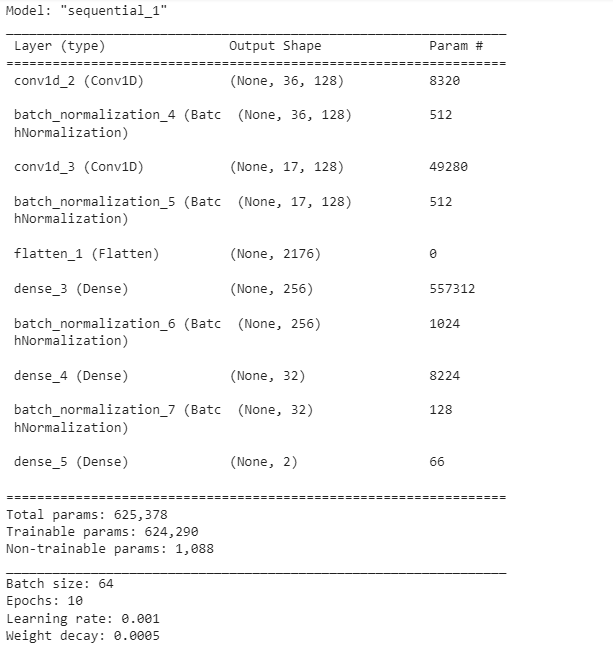 Model: "sequential_1"
_________________________________________________________________
Layer (type) Output Shape Param #
=================================================================
conv1d_2 (Conv1D) (None, 36, 128) 8320
batch_normalization_4 (Batc (None, 36, 128) 512
hNormalization)
conv1d_3 (Conv1D) (None, 17, 128) 49280
batch_normalization_5 (Batc (None, 17, 128) 512
hNormalization)
flatten_1 (Flatten) (None, 2176) 0
dense_3 (Dense) (None, 256) 557312
batch_normalization_6 (Batc (None, 256) 1024
hNormalization)
dense_4 (Dense) (None, 32) 8224
batch_normalization_7 (Batc (None, 32) 128
hNormalization)
dense_5 (Dense) (None, 2) 66
=================================================================
Total params: 625,378
Trainable params: 624,290
Non-trainable params: 1,088
_________________________________________________________________
Batch size: 64
Epochs: 10
Learning rate: 0.001
Weight decay: 0.0005